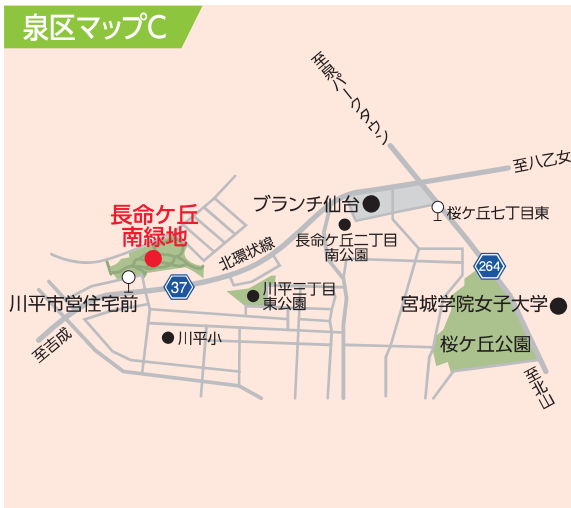 泉区マップC
至泉パークタウン
至八乙女
ブランチ仙台
桜ケ丘七丁目東
長命ケ丘
南緑地
長命ケ丘二丁目
南公園
北環状線
264
37
川平三丁目
東公園
川平市営住宅前
宮城学院女子大学
至吉成
川平小
桜ケ丘公園
至北山